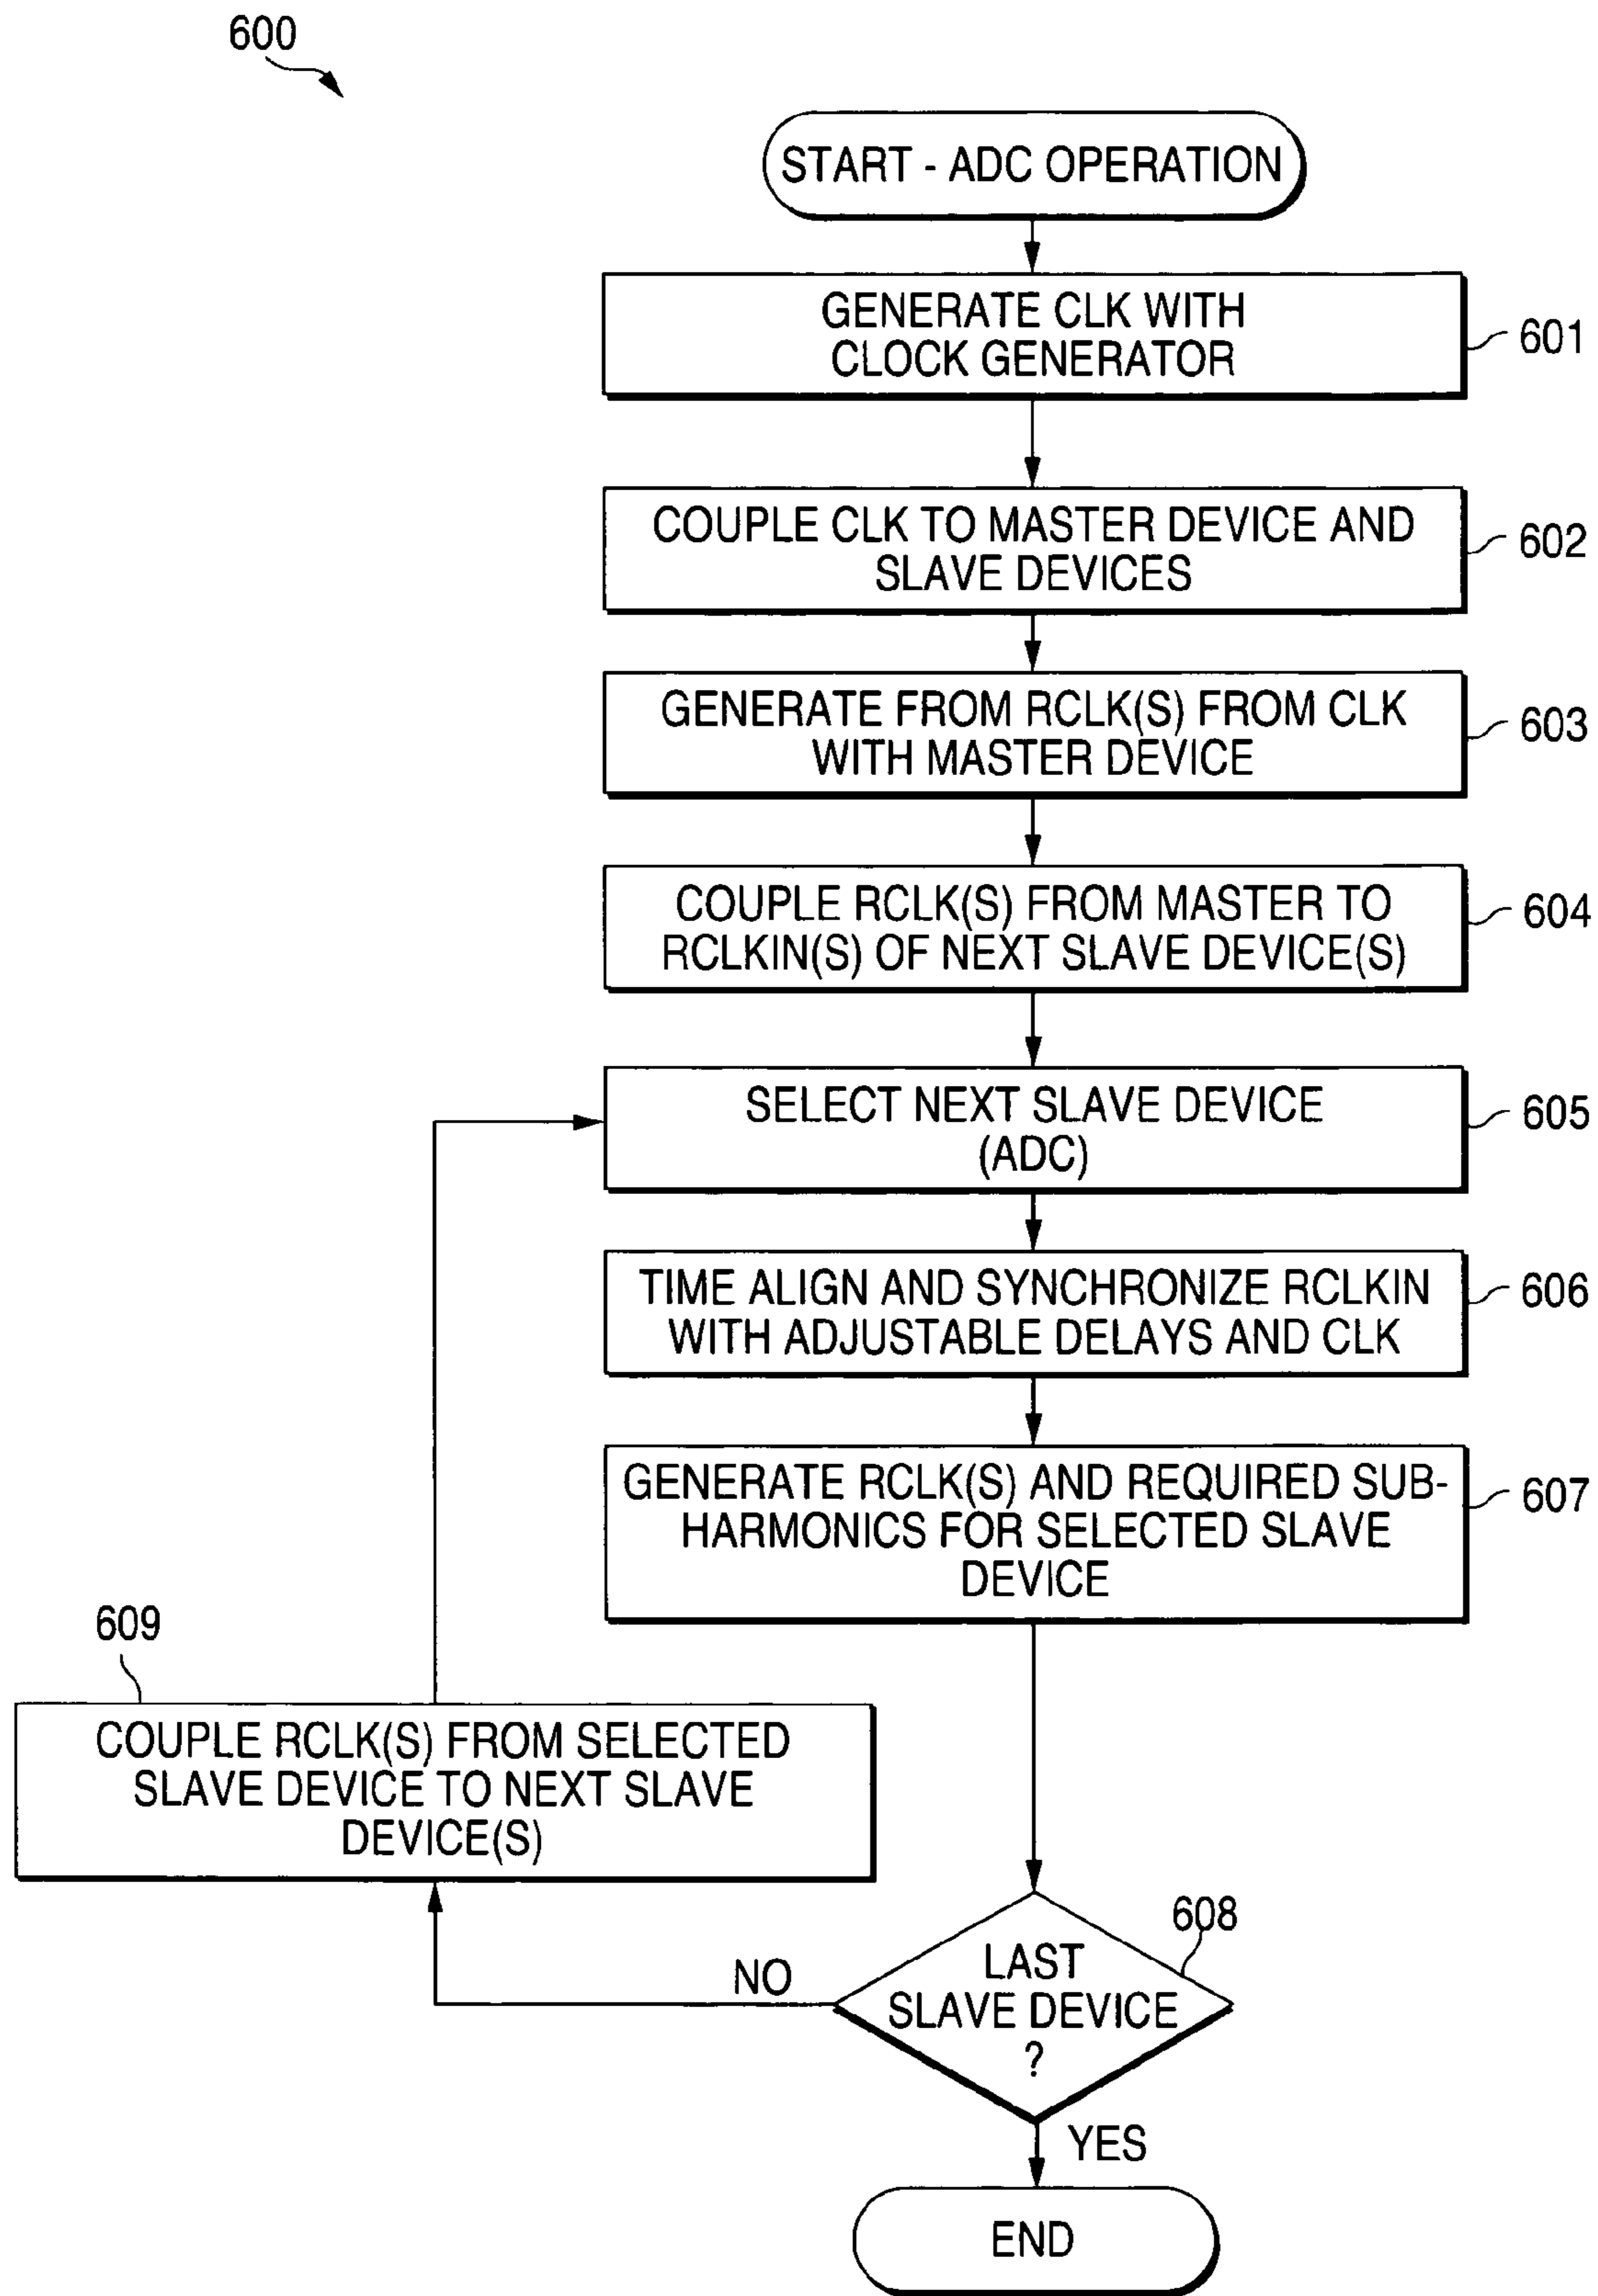 600
START - ADC OPERATION
GENERATE CLK WITH
CLOCK GENERATOR
601
COUPLE CLK TO MASTER DEVICE AND
SLAVE DEVICES
602
GENERATE FROM RCLK(S) FROM CLK
WITH MASTER DEVICE
603
COUPLE RCLK(S) FROM MASTER TO
RCLKIN(S) OF NEXT SLAVE DEVICE(S)
604
SELECT NEXT SLAVE DEVICE
(ADC)
605
TIME ALIGN AND SYNCHRONIZE RCLKIN
WITH ADJUSTABLE DELAYS AND CLK
606
GENERATE RCLK(S) AND REQUIRED SUB-
HARMONICS FOR SELECTED SLAVE
DEVICE
607
609
COUPLE RCLK(S) FROM SELECTED
SLAVE DEVICE TO NEXT SLAVE
DEVICE(S)
608
LAST
SLAVE DEVICE
?
NO
YES
END